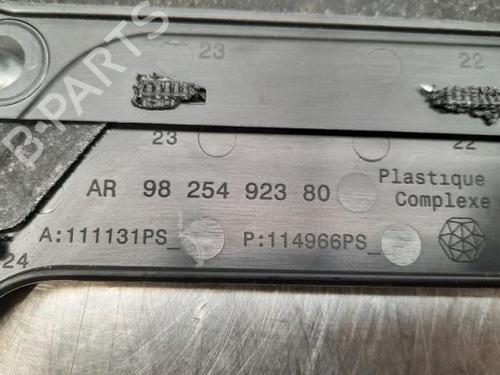 23
22
23
22
AR 98 254 923 80
Plastique
Complexe
A:111131PS_
P:114966PS_
24
B-PARTS